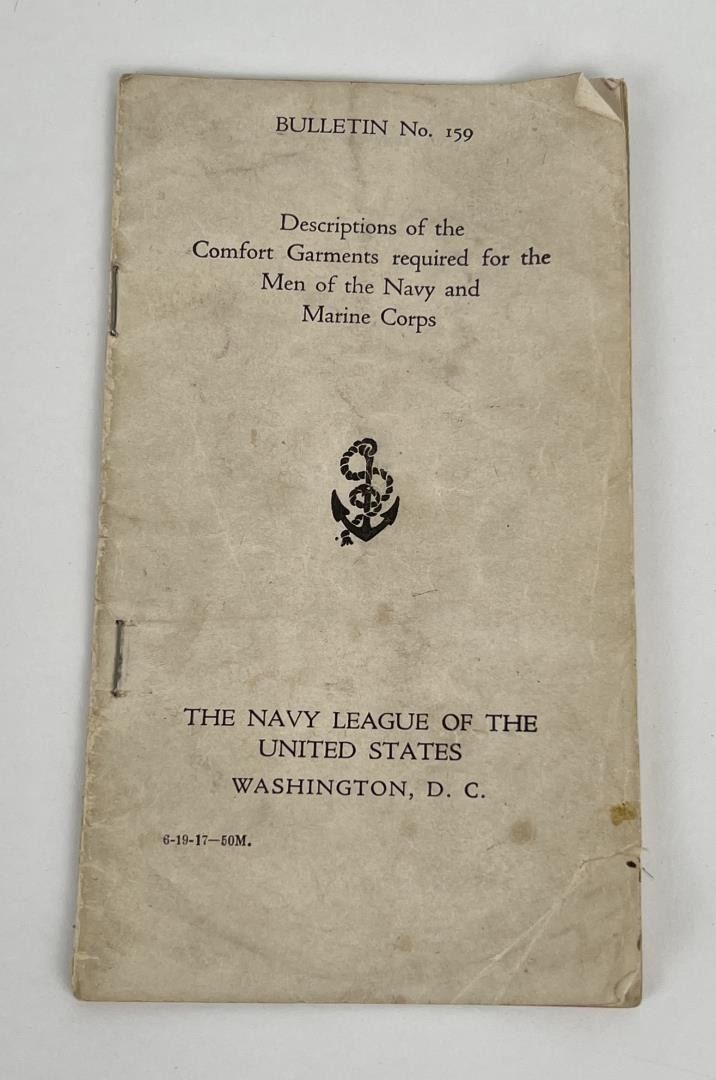 BULLETIN No. 159
Descriptions of the
Comfort Garments required for the
Men of the Navy and
Marine Corps
THE NAVY LEAGUE OF THE
UNITED STATES
WASHINGTON, D. C.
6-19-17—50M.